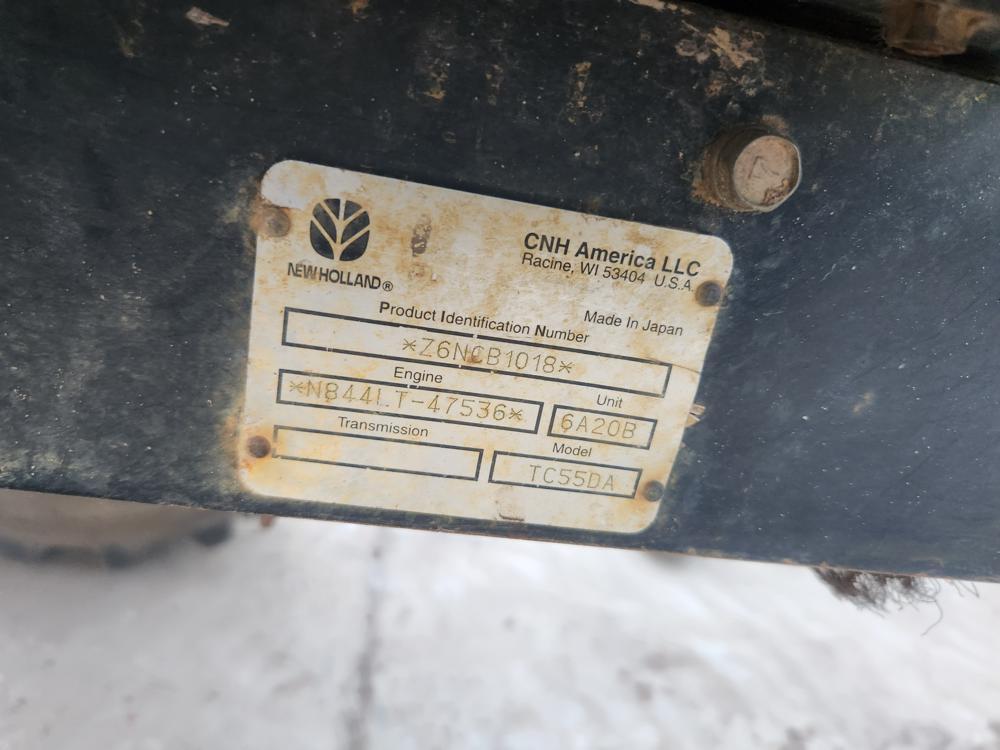 NEW HOLLAND®
CNH America LLC
Racine, WI 53404 U.S.A.
Made In Japan
Product Identification Number
*Z6NCB1018*
Engine
*N844LT-47536*
Unit
6A20B
Transmission
Model
TC55DA